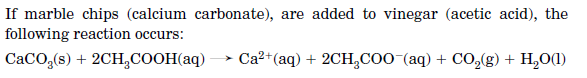 If marble chips (calcium carbonate), are added to vinegar (acetic acid), the
following reaction occurs:
CaCO₃(s) + 2CH₃COOH(aq) ⟶ Ca²⁺(aq) + 2CH₃COO⁻(aq) + CO₂(g) + H₂O(l)